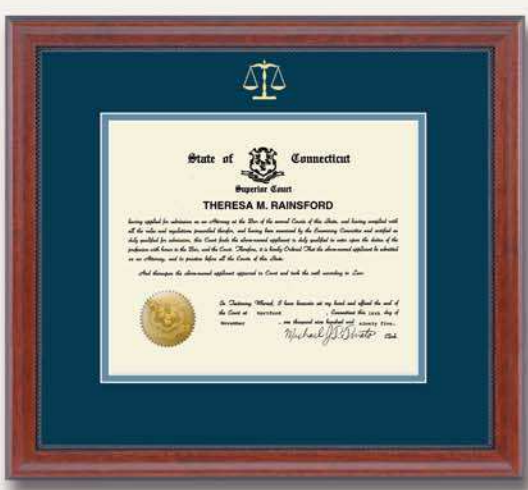 State of Connecticut
Superior Court
THERESA M. RAINSFORD
having applied for admission as an Attorney at the Bar of the several Courts of this State, and having complied with
all the rules and regulations prescribed therefor, and having been examined by the Examining Committee and certified as
duly qualified for admission, this Court finds the above-named applicant is duly qualified to enter upon the duties of the
profession with honor to the Bar, and the Court. Therefore, it is hereby Ordered That the above-named applicant be admitted
as an Attorney, and to practice before all the Courts of this State.
And thereupon the above-named applicant appeared in Court and took the oath according to Law.
In Testimony Whereof, I have hereunto set my hand and affixed the seal of
the Court at Hartford , Connecticut this day of
November , one thousand nine hundred and ninety five.
Clerk